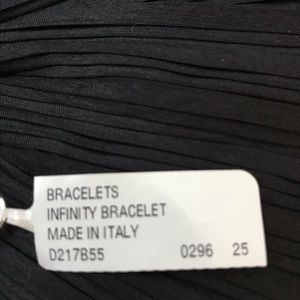 BRACELETS
INFINITY BRACELET
MADE IN ITALY
D217B55 0296 25